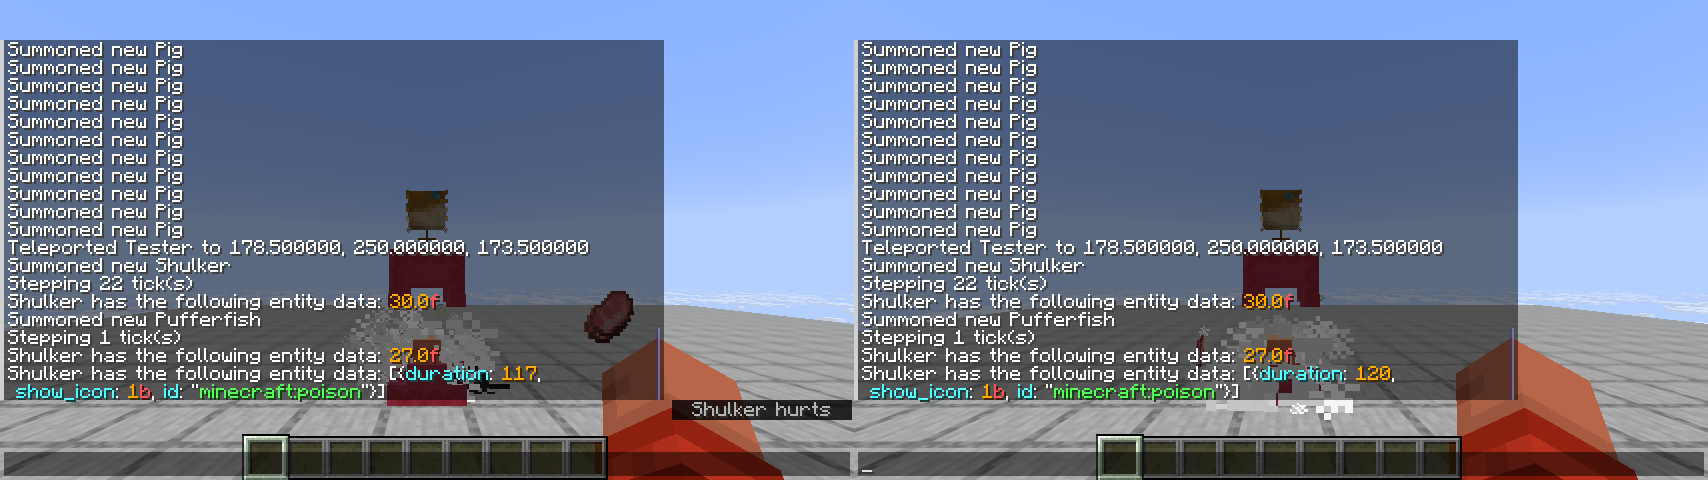 Summoned new Pig
Summoned new Pig
Summoned new Pig
Summoned new Pig
Summoned new Pig
Summoned new Pig
Summoned new Pig
Summoned new Pig
Summoned new Pig
Summoned new Pig
Summoned new Pig
Teleported Tester to 178.500000, 250.000000, 173.500000
Summoned new Shulker
Stepping 22 tick(s)
Shulker has the following entity data: 30.0f
Summoned new Pufferfish
Stepping 1 tick(s)
Shulker has the following entity data: 27.0f
Shulker has the following entity data: [{duration: 117,
show_icon: 1b, id: "minecraft:poison"}]
Shulker hurts
Summoned new Pig
Summoned new Pig
Summoned new Pig
Summoned new Pig
Summoned new Pig
Summoned new Pig
Summoned new Pig
Summoned new Pig
Summoned new Pig
Summoned new Pig
Summoned new Pig
Teleported Tester to 178.500000, 250.000000, 173.500000
Summoned new Shulker
Stepping 22 tick(s)
Shulker has the following entity data: 30.0f
Summoned new Pufferfish
Stepping 1 tick(s)
Shulker has the following entity data: 27.0f
Shulker has the following entity data: [{duration: 120,
show_icon: 1b, id: "minecraft:poison"}]
_